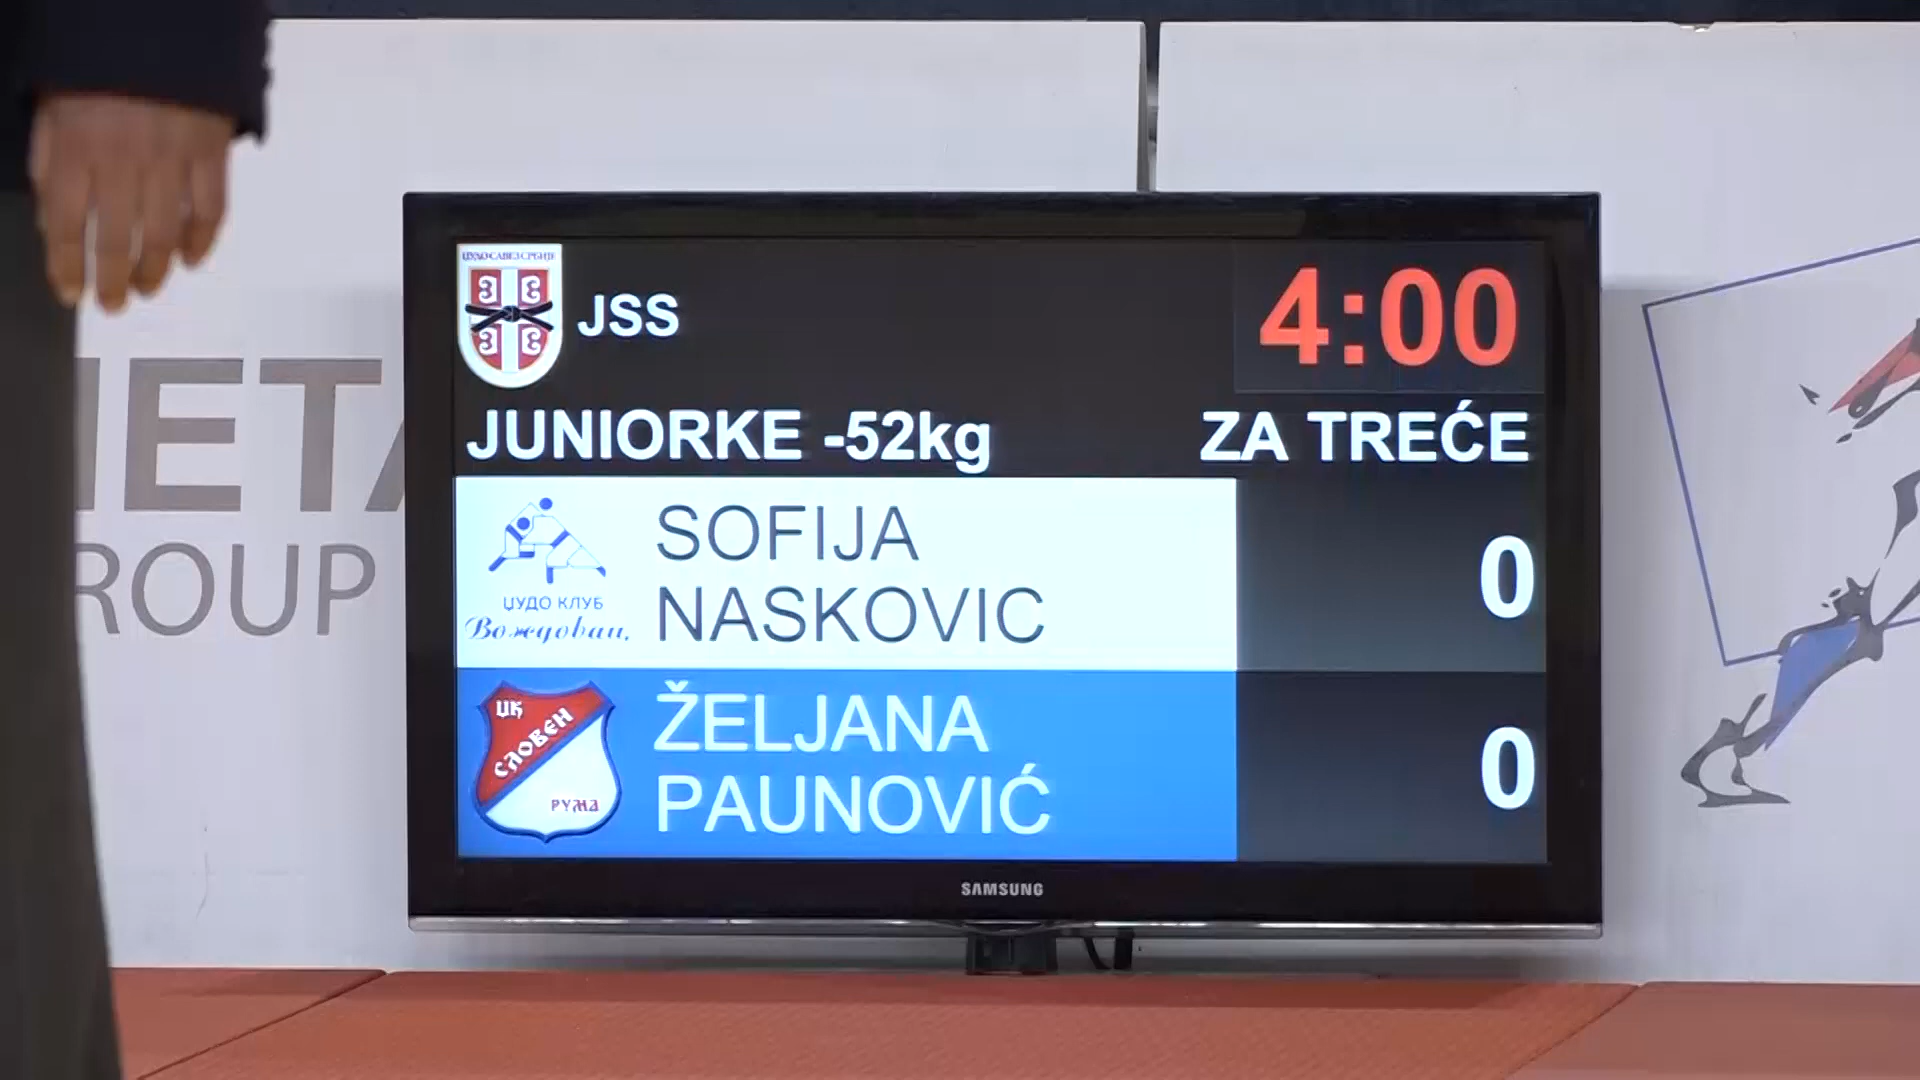 ЏУДО САВЕЗ СРБИЈЕ
JSS
4:00
JUNIORKE -52kg
ZA TREĆE
SOFIJA
NASKOVIC
0
ЏУДО КЛУБ
Вождовац
ŽELJANA
PAUNOVIĆ
0
ЏК
СЛОВЕН
РУМА
SAMSUNG
META
ROUP